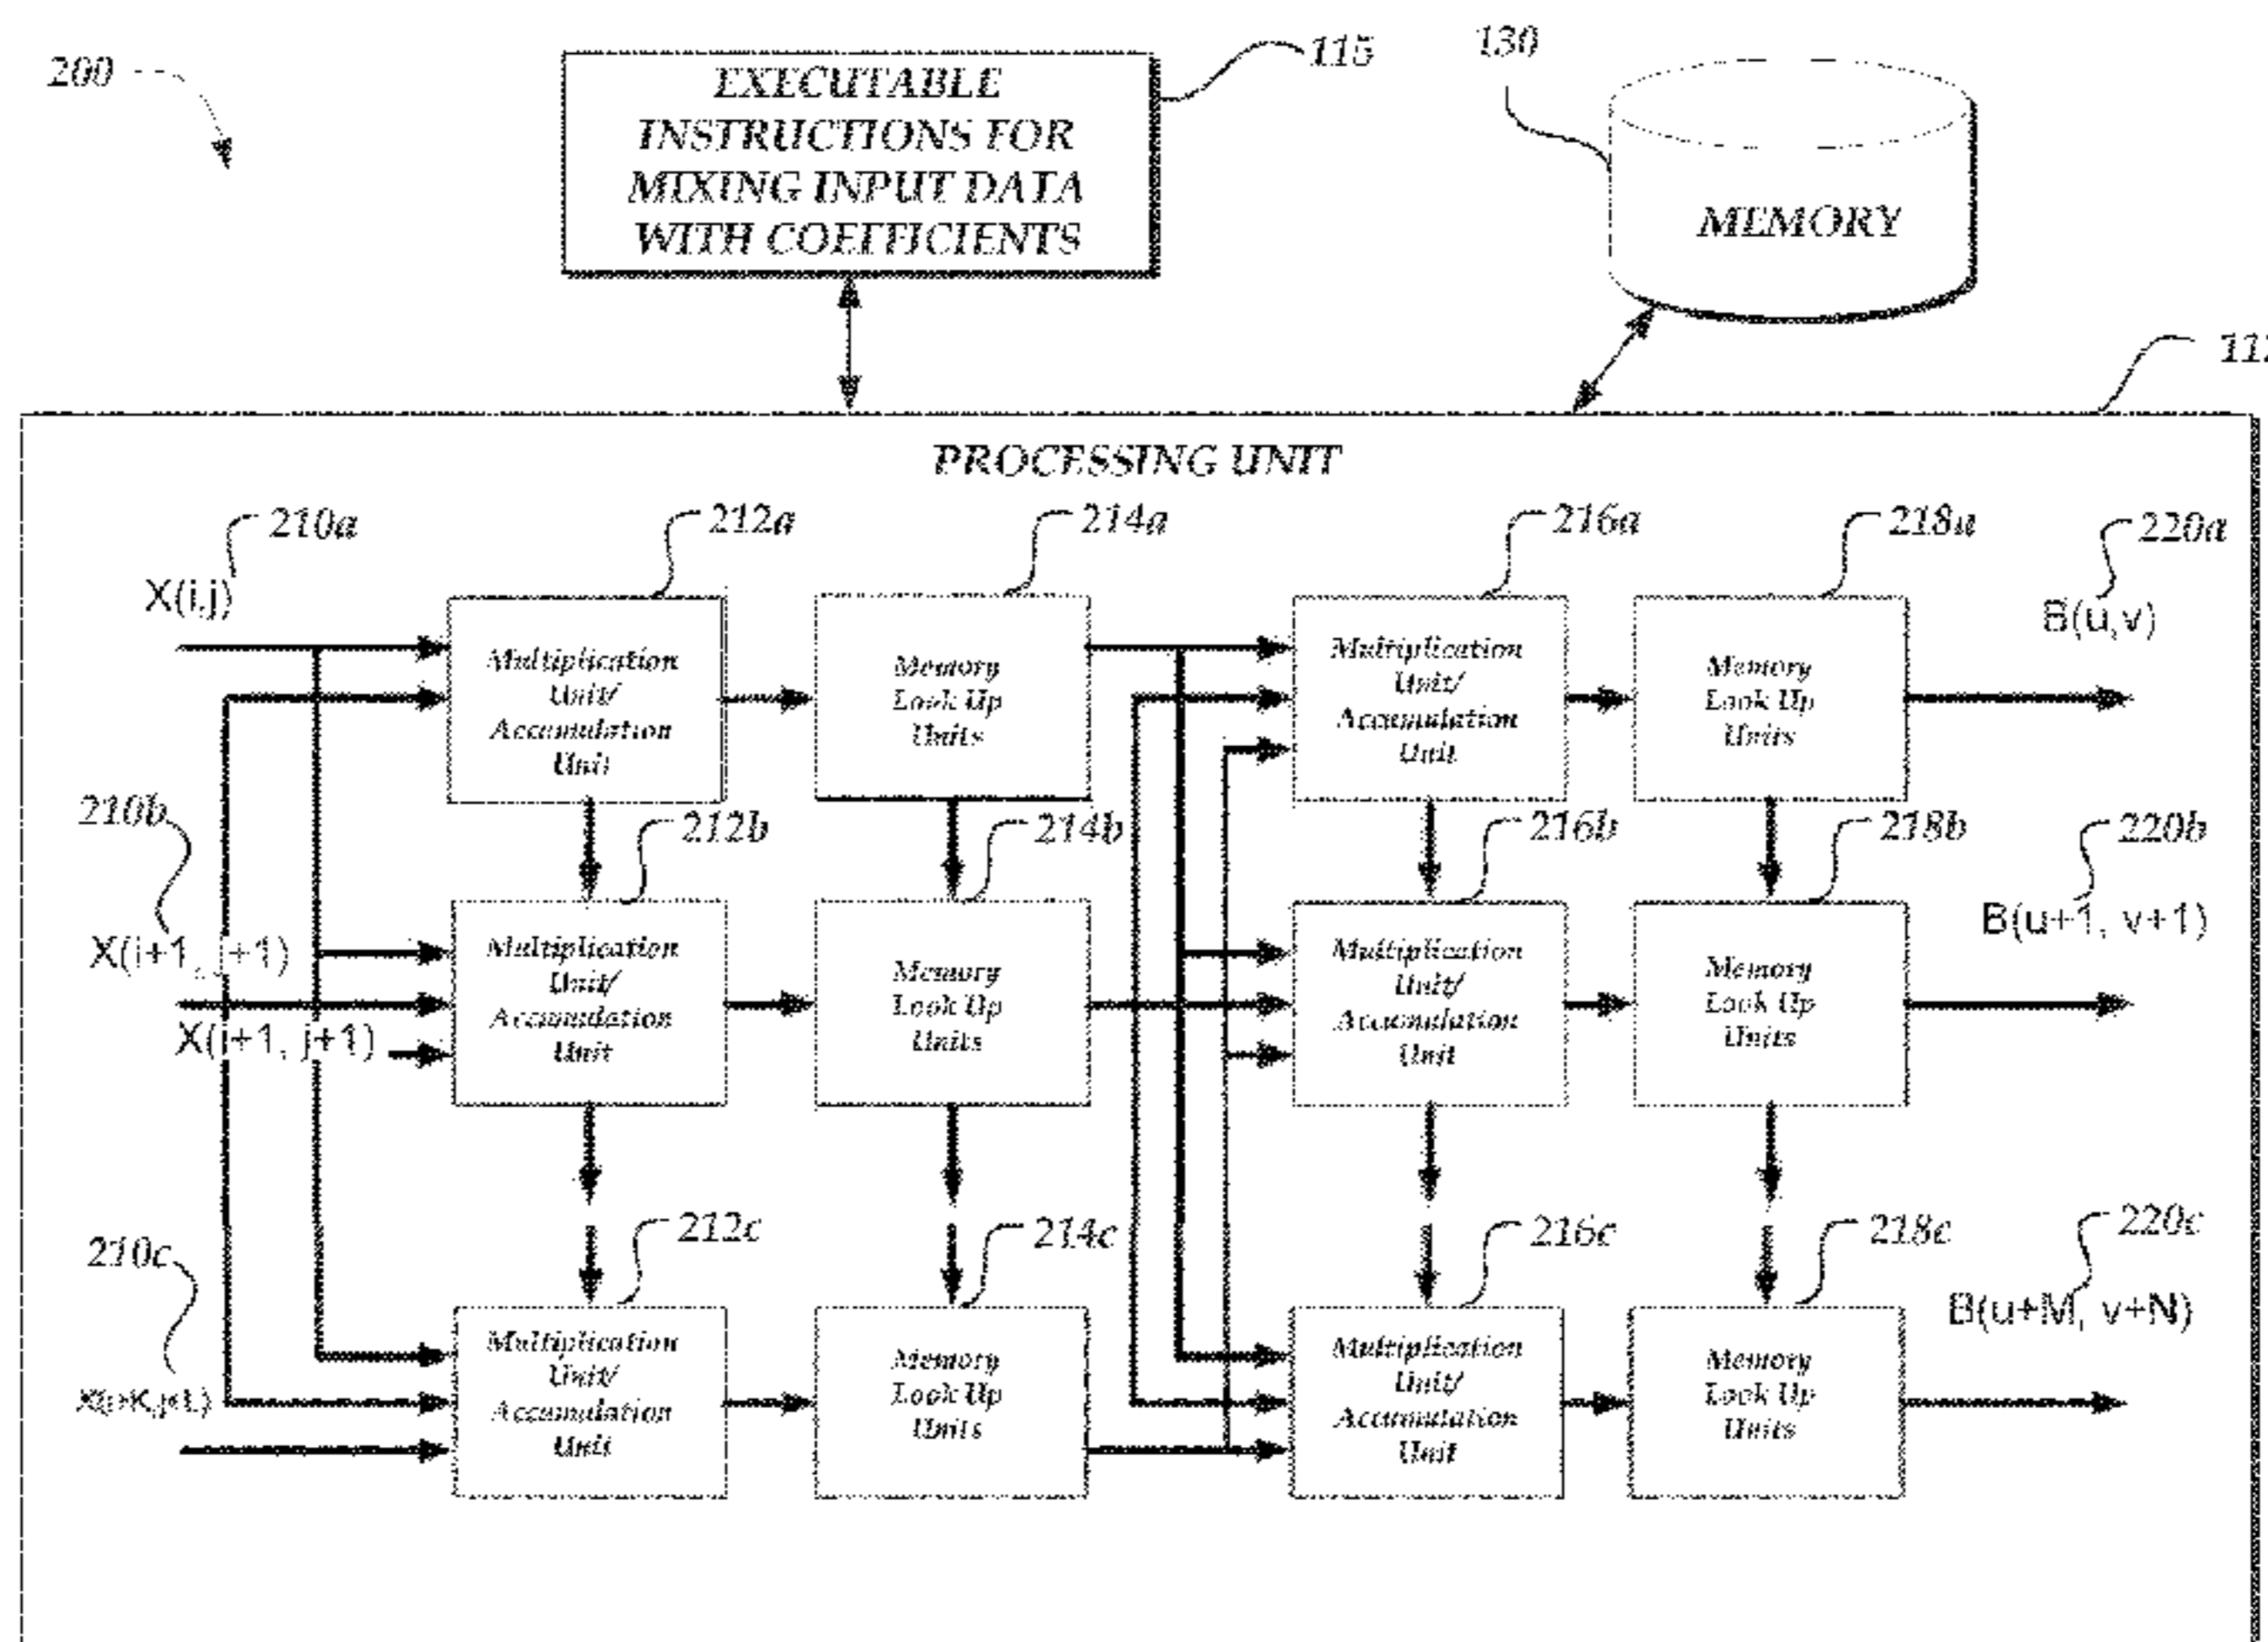 200
EXECUTABLE
INSTRUCTIONS FOR
MIXING INPUT DATA
WITH COEFFICIENTS
115
130
MEMORY
112
PROCESSING UNIT
210a
212a
214a
216a
218a
220a
X(i,j)
B(u,v)
Multiplication
Unit/
Accumulation
Unit
Memory
Look Up
Units
Multiplication
Unit/
Accumulation
Unit
Memory
Look Up
Units
210b
212b
214b
216b
218b
220b
X(i+1, j+1)
B(u+1, v+1)
X(i+1, j+1)
Multiplication
Unit/
Accumulation
Unit
Memory
Look Up
Units
Multiplication
Unit/
Accumulation
Unit
Memory
Look Up
Units
210c
212c
214c
216c
218c
220c
B(u+M, v+N)
Multiplication
Unit/
Accumulation
Unit
Memory
Look Up
Units
Multiplication
Unit/
Accumulation
Unit
Memory
Look Up
Units